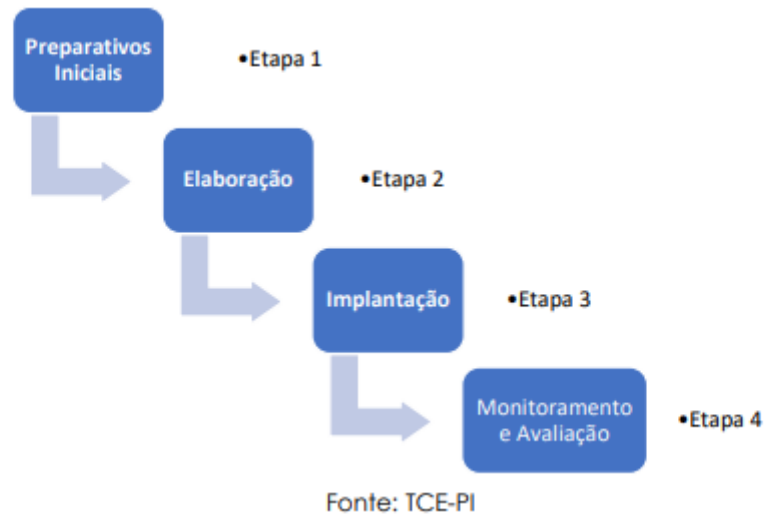 Preparativos
Iniciais
•Etapa 1
Elaboração
•Etapa 2
Implantação
•Etapa 3
Monitoramento
e Avaliação
•Etapa 4
Fonte: TCE-PI